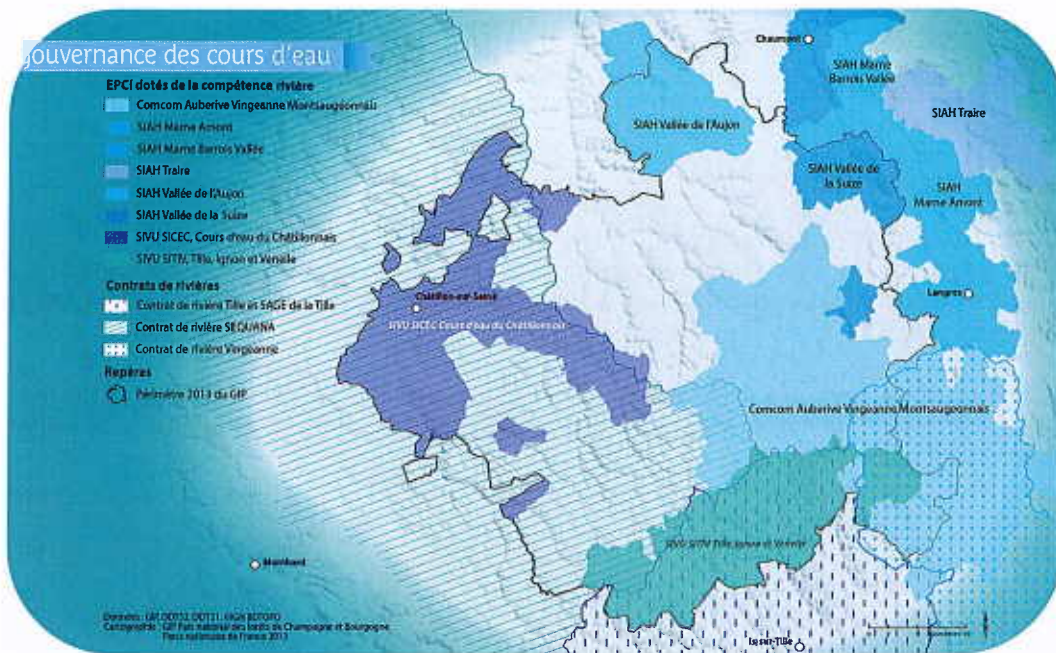 gouvernance des cours d'eau
EPCI dotés de la compétence rivière
Comcom Auberive Vingeanne Montsaugeonnais
SIAH Marne Amont
SIAH Marne Barrois Vallée
SIAH Traire
SIAH Vallée de l'Aujon
SIAH Vallée de la Suize
SIVU SICEC, Cours d'eau du Châtillonnais
SIVU SITIV, Tille, Ignon et Venelle
Contrats de rivières
Contrat de rivière Tille et SAGE de la Tille
Contrat de rivière SEQUANA
Contrat de rivière Vingeanne
Repères
Périmètre 2013 du GIP
Chaumont
SIAH Marne
Barrois Vallée
SIAH Traire
SIAH Vallée de l'Aujon
SIAH Vallée de
la Suize
SIAH
Marne Amont
Langres
Châtillon-sur-Seine
SIVU SICEC Cours d'eau du Châtillonnais
Comcom Auberive Vingeanne Montsaugeonnais
SIVU SITIV Tille, Ignon et Venelle
Montbard
Is-sur-Tille
Données : GIP, DDT52, DDT21, ©IGN BDTOPO
Cartographie : GIP Parc national des forêts de Champagne et Bourgogne
Parcs nationaux de France 2013